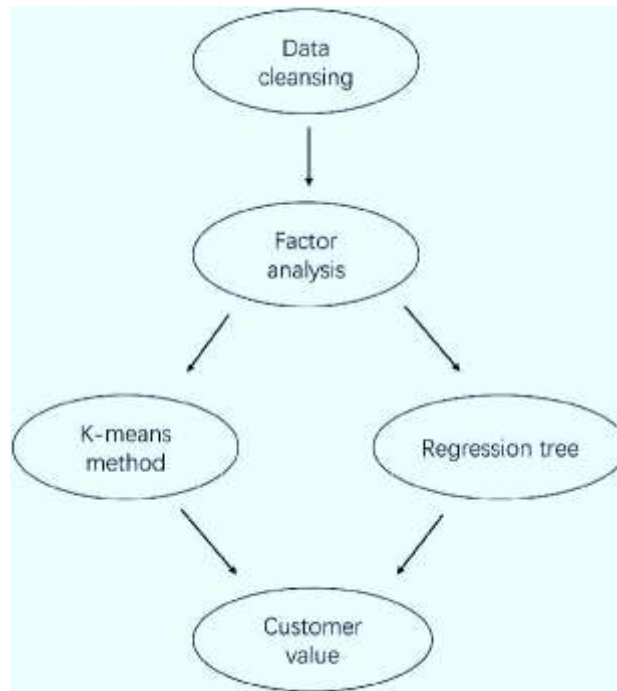 Data
cleansing
Factor
analysis
K-means
method
Regression tree
Customer
value